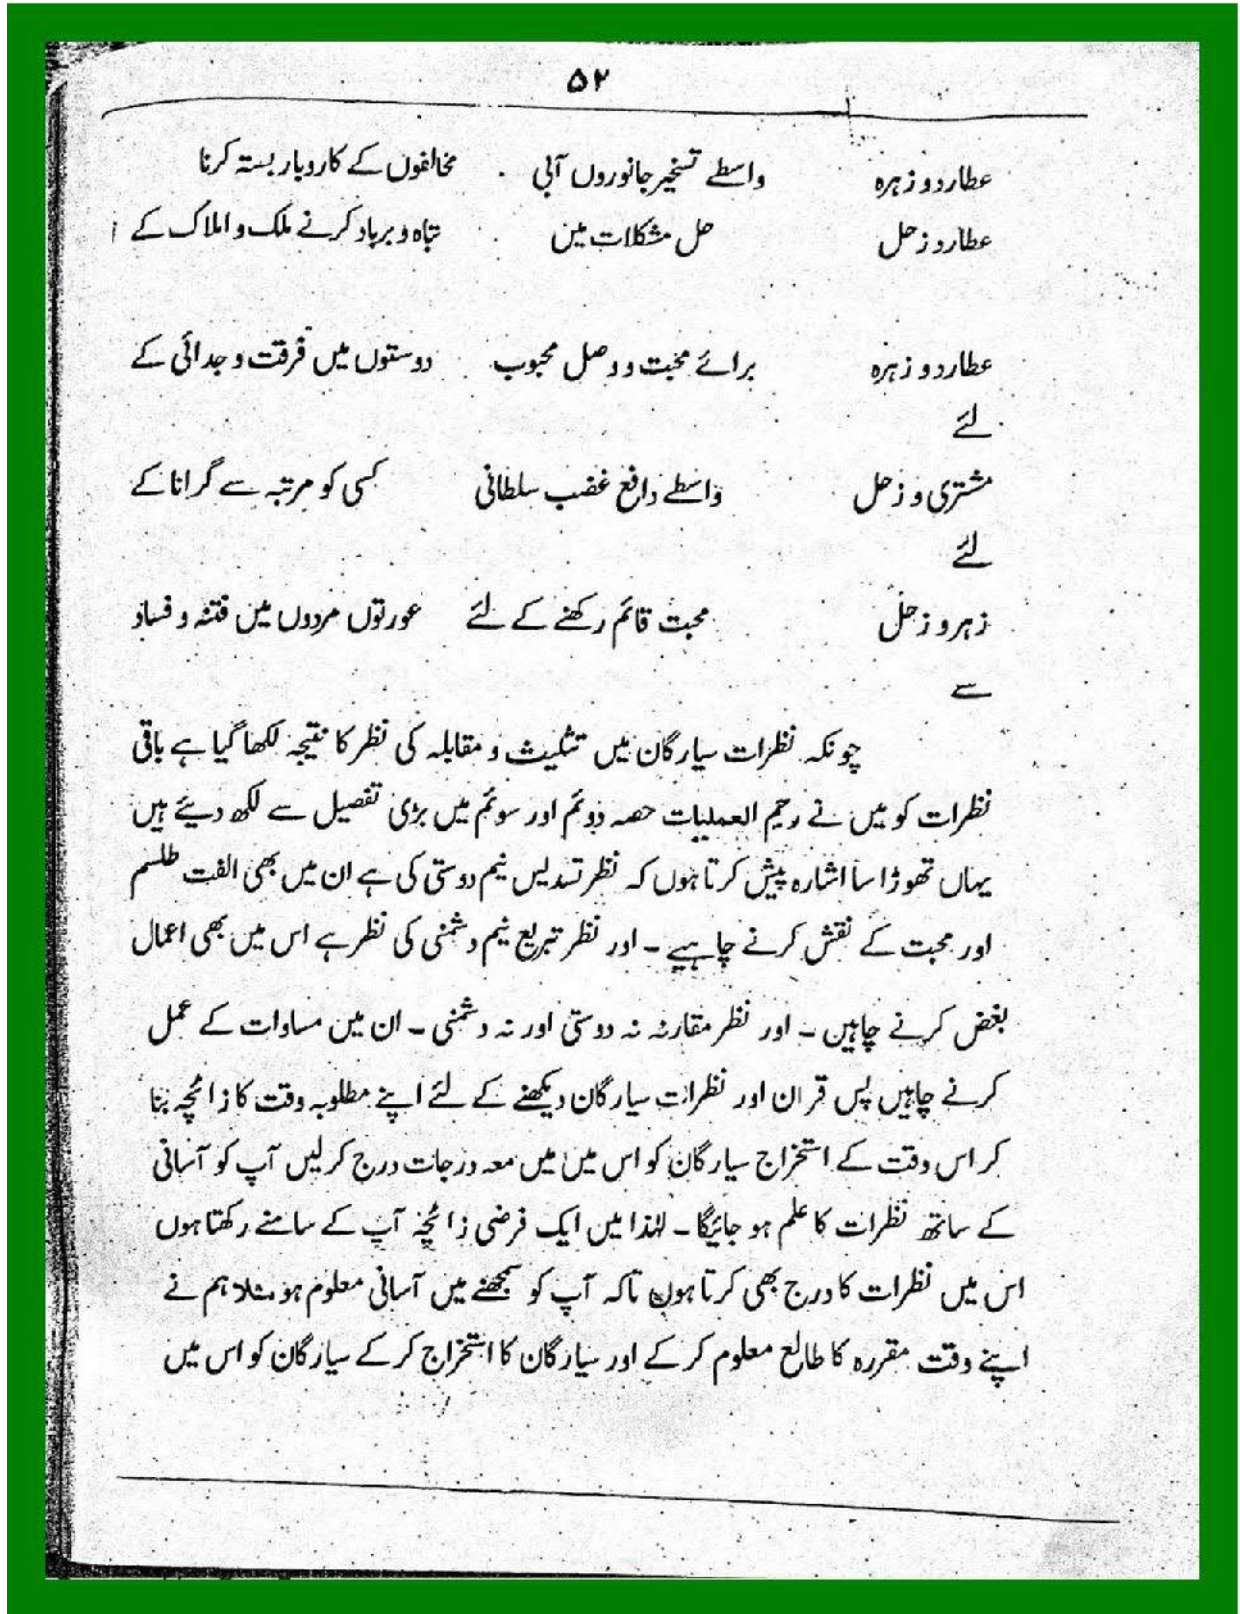 ۵۲
عطارد و زہرہ واسطے تسخیر جانوروں آبی مخالفوں کے کاروبار بستہ کرنا
عطارو زحل حل مشکلات میں تباہ و برباد کرنے ملک و املاک کے
عطارد و زہرہ برائے محبت و وصل محبوب دوستوں میں فرقت و جدائی کے
لئے
مشتری و زحل واسطے دافع غضب سلطانی کسی کو مرتبہ سے گرانا کے
لئے
زہرو زحل محبت قائم رکھنے کے لئے عورتوں مردوں میں فتنہ و فساد
سے
چونکہ نظرات سیارگان میں تثلیث و مقابلہ کی نظر کا نتیجہ لکھا گیا ہے باقی
نظرات کو میں نے رحیم العملیات حصہ دوئم اور سوئم میں بڑی تفصیل سے لکھ دیئے ہیں
یہاں تھوڑا سا اشارہ پیش کرتا ہوں کہ نظر تسدیس نیم دوستی کی ہے ان میں بھی الفت طلسم
اور محبت کے نقش کرنے چاہیے ۔ اور نظر تربیع نیم دشمنی کی نظر ہے اس میں بھی اعمال
بغض کرنے چاہیں ۔ اور نظر مقارنہ نہ دوستی اور نہ دشمنی ۔ ان میں مساوات کے عمل
کرنے چاہیں پس قران اور نظرات سیارگان دیکھنے کے لئے اپنے مطلوبہ وقت کا زائچہ بنا
کر اس وقت کے استخراج سیارگان کو اس میں میں معہ درجات درج کر لیں آپ کو آسانی
کے ساتھ نظرات کا علم ہو جائیگا ۔ لہٰذا میں ایک فرضی زائچہ آپ کے سامنے رکھتا ہوں
اس میں نظرات کا درج بھی کرتا ہوں تاکہ آپ کو سمجھنے میں آسانی معلوم ہو مثلا ہم نے
اپنے وقت مقررہ کا طالع معلوم کر کے اور سیارگان کا استخراج کر کے سیارگان کو اس میں